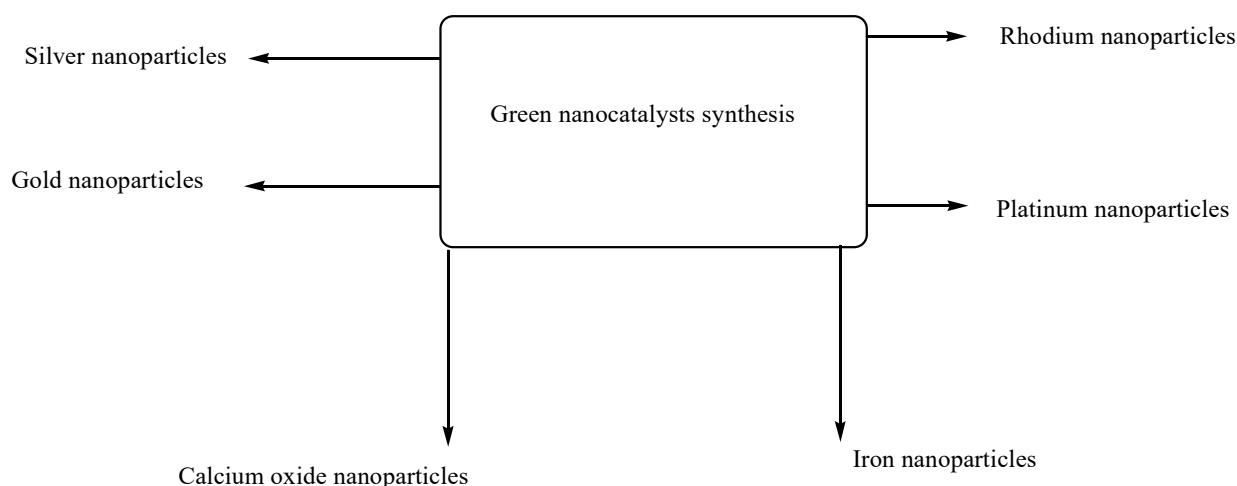 Rhodium nanoparticles
Silver nanoparticles
Green nanocatalysts synthesis
Gold nanoparticles
Platinum nanoparticles
Iron nanoparticles
Calcium oxide nanoparticles